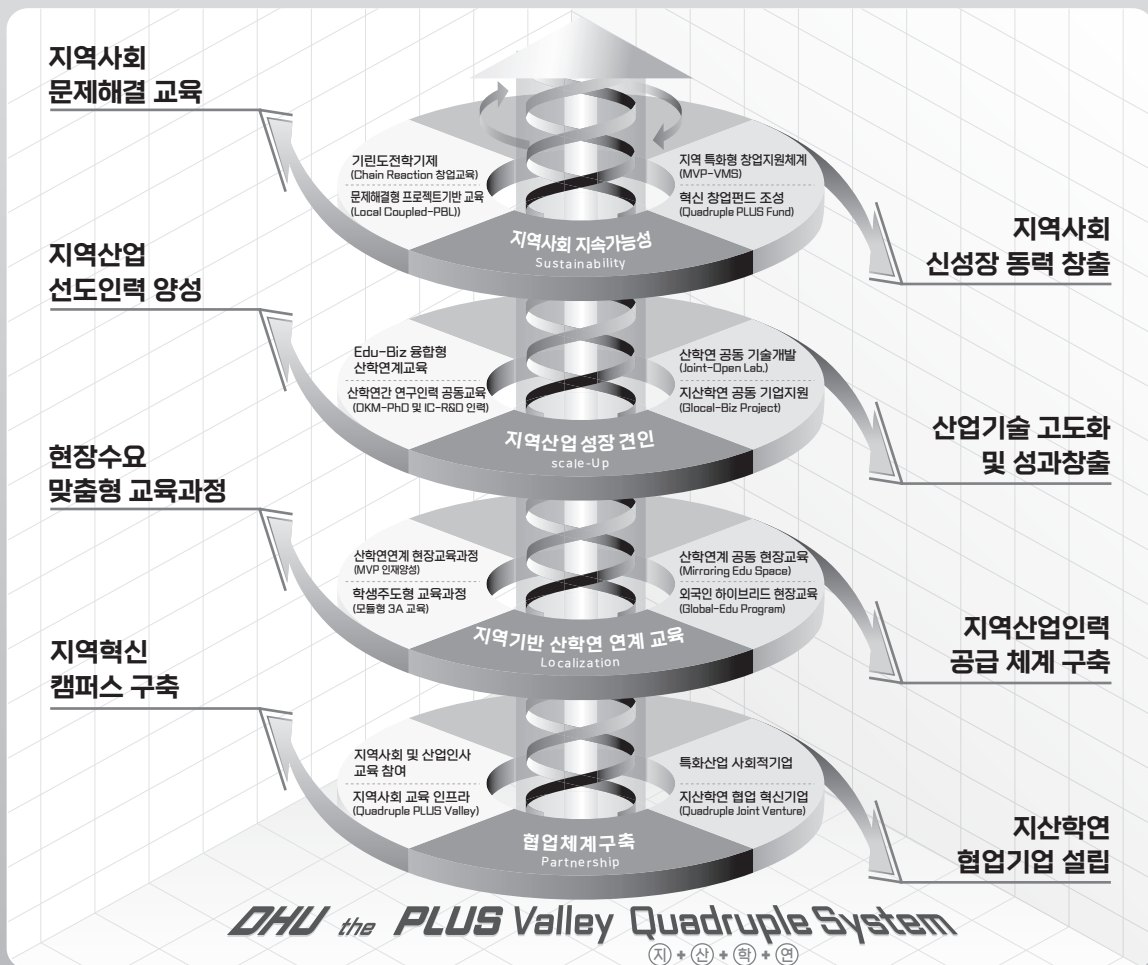 지역사회
문제해결 교육
기린도전학기제
(Chain Reaction 창업교육)
문제해결형 프로젝트기반 교육
(Local Coupled-PBL))
지역 특화형 창업지원체계
(MVP-VMS)
혁신 창업펀드 조성
(Quadruple PLUS Fund)
지역사회 지속가능성
Sustainability
지역사회
신성장 동력 창출
지역산업
선도인력 양성
Edu-Biz 융합형
산학연계교육
산학연간 연구인력 공동교육
(DKM-PhD 및 IC-R&D 인력)
산학연 공동 기술개발
(Joint-Open Lab.)
지산학연 공동 기업지원
(Glocal-Biz Project)
지역산업 성장 견인
scale-Up
산업기술 고도화
및 성과창출
현장수요
맞춤형 교육과정
산학연연계 현장교육과정
(MVP 인재양성)
학생주도형 교육과정
(모듈형 3A 교육)
산학연계 공동 현장교육
(Mirroring Edu Space)
외국인 하이브리드 현장교육
(Global-Edu Program)
지역기반 산학연 연계 교육
Localization
지역산업인력
공급 체계 구축
지역혁신
캠퍼스 구축
지역사회 및 산업인사
교육 참여
지역사회 교육 인프라
(Quadruple PLUS Valley)
특화산업 사회적기업
지산학연 협업 혁신기업
(Quadruple Joint Venture)
협업체계구축
Partnership
지산학연
협업기업 설립
DHU the PLUS Valley Quadruple System
지 + 산 + 학 + 연